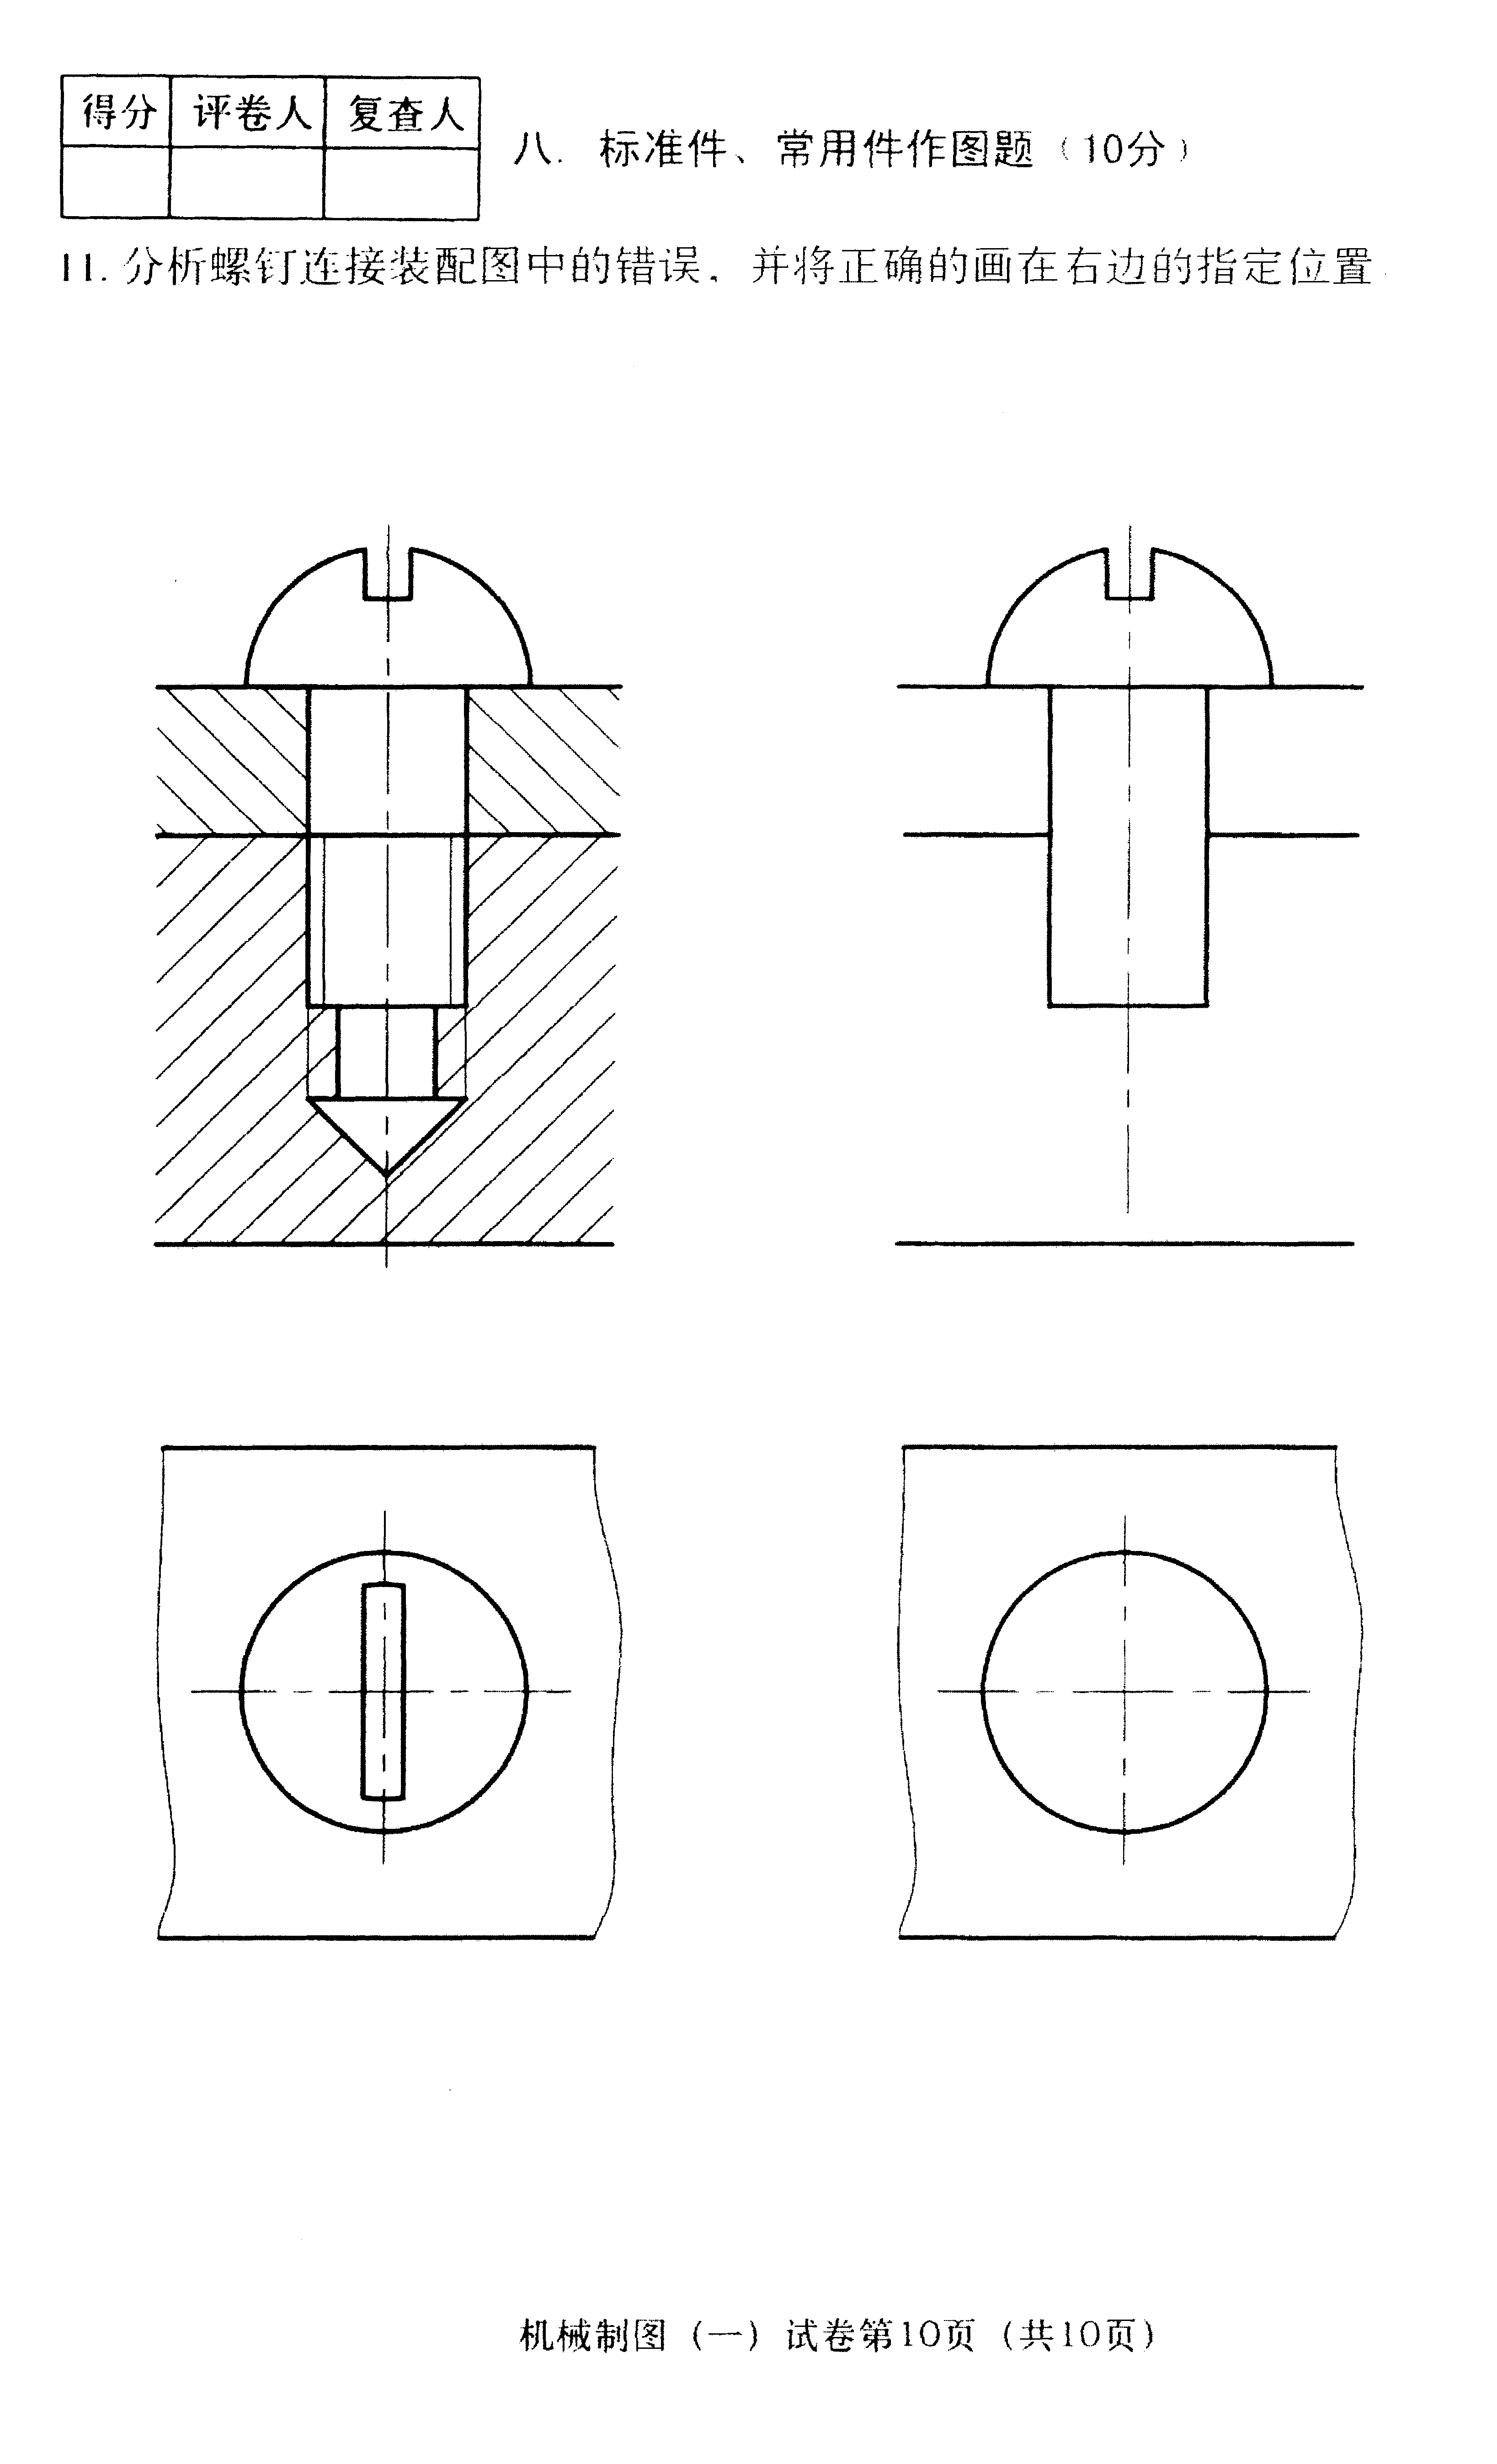 得分 评卷人 复查人
八. 标准件、常用件作图题（10分）
11. 分析螺钉连接装配图中的错误，并将正确的画在右边的指定位置.
机械制图（一）试卷第10页（共10页）